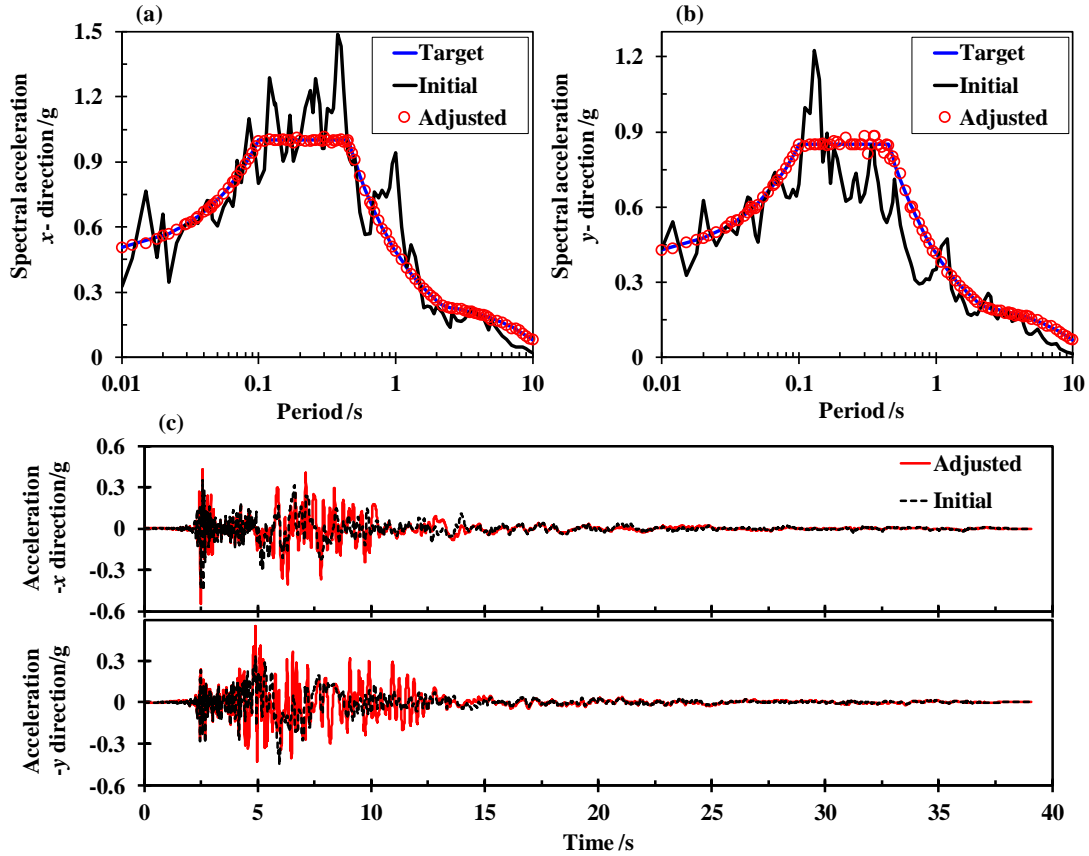 (a)
Spectral acceleration
x- direction /g
1.5
1.2
0.9
0.6
0.3
0
Target
Initial
Adjusted
0.01
0.1
1
10
Period /s
(b)
Spectral acceleration
y- direction /g
1.2
0.9
0.6
0.3
0
Target
Initial
Adjusted
0.01
0.1
1
10
Period /s
(c)
Acceleration
-x direction/g
0.6
0.3
0
-0.3
-0.6
Adjusted
Initial
Acceleration
-y direction/g
0.3
0
-0.3
-0.6
0
5
10
15
20
25
30
35
40
Time /s